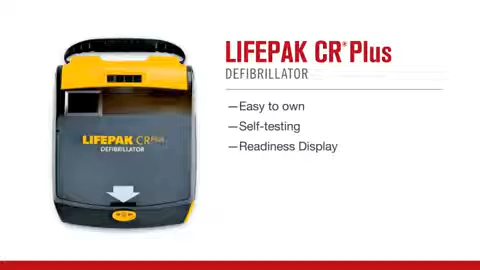 LIFEPAK CR® Plus
DEFIBRILLATOR
—Easy to own
—Self-testing
—Readiness Display
LIFEPAK CR PLUS
DEFIBRILLATOR